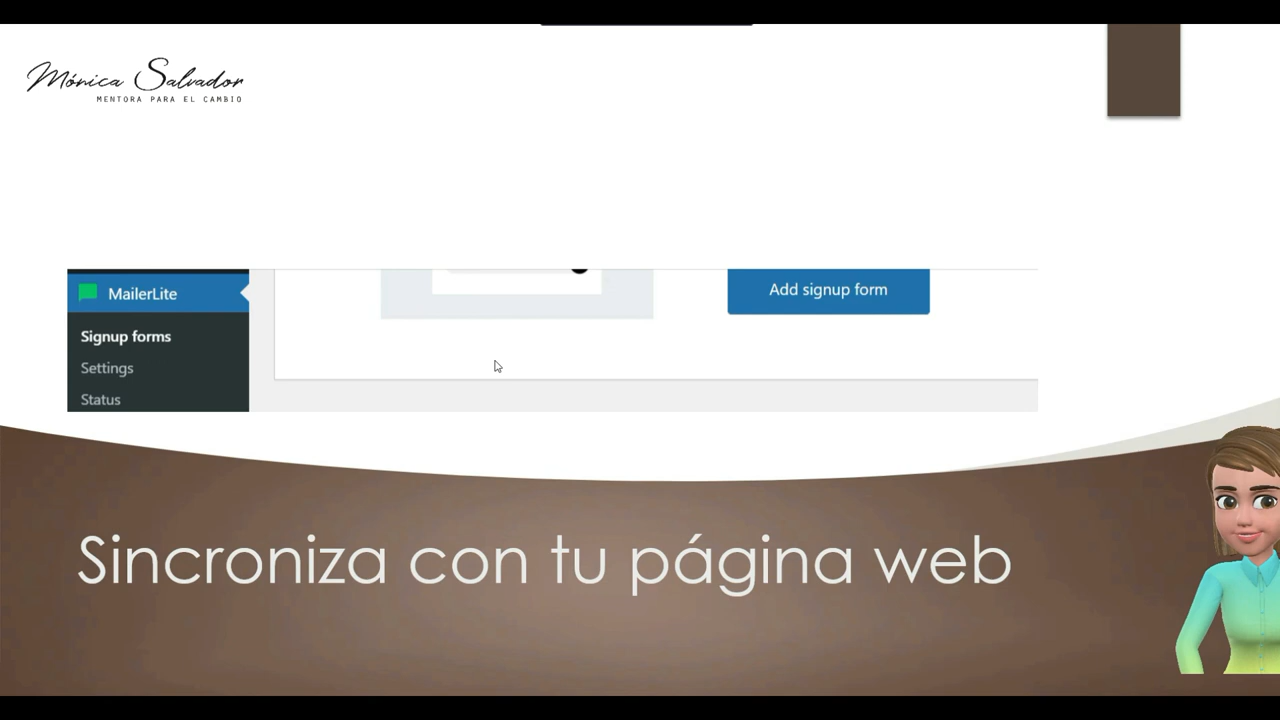 Mónica Salvador
MENTORA PARA EL CAMBIO
MailerLite
Add signup form
Signup forms
Settings
Status
Sincroniza con tu página web